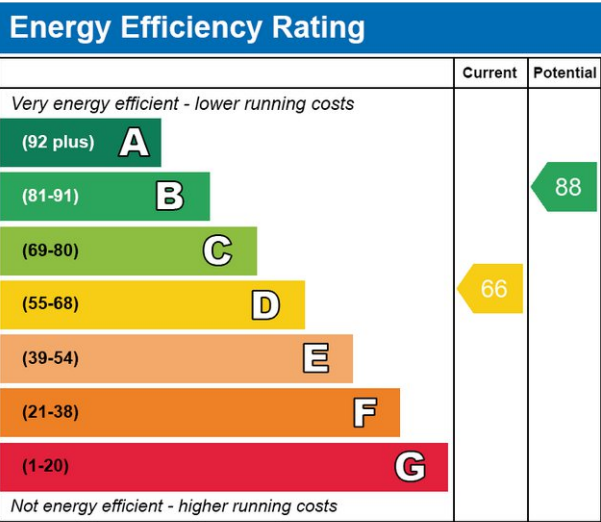 Energy Efficiency Rating
Current Potential
Very energy efficient - lower running costs
(92 plus) A
(81-91) B
88
(69-80) C
(55-68) D
66
(39-54) E
(21-38) F
(1-20) G
Not energy efficient - higher running costs